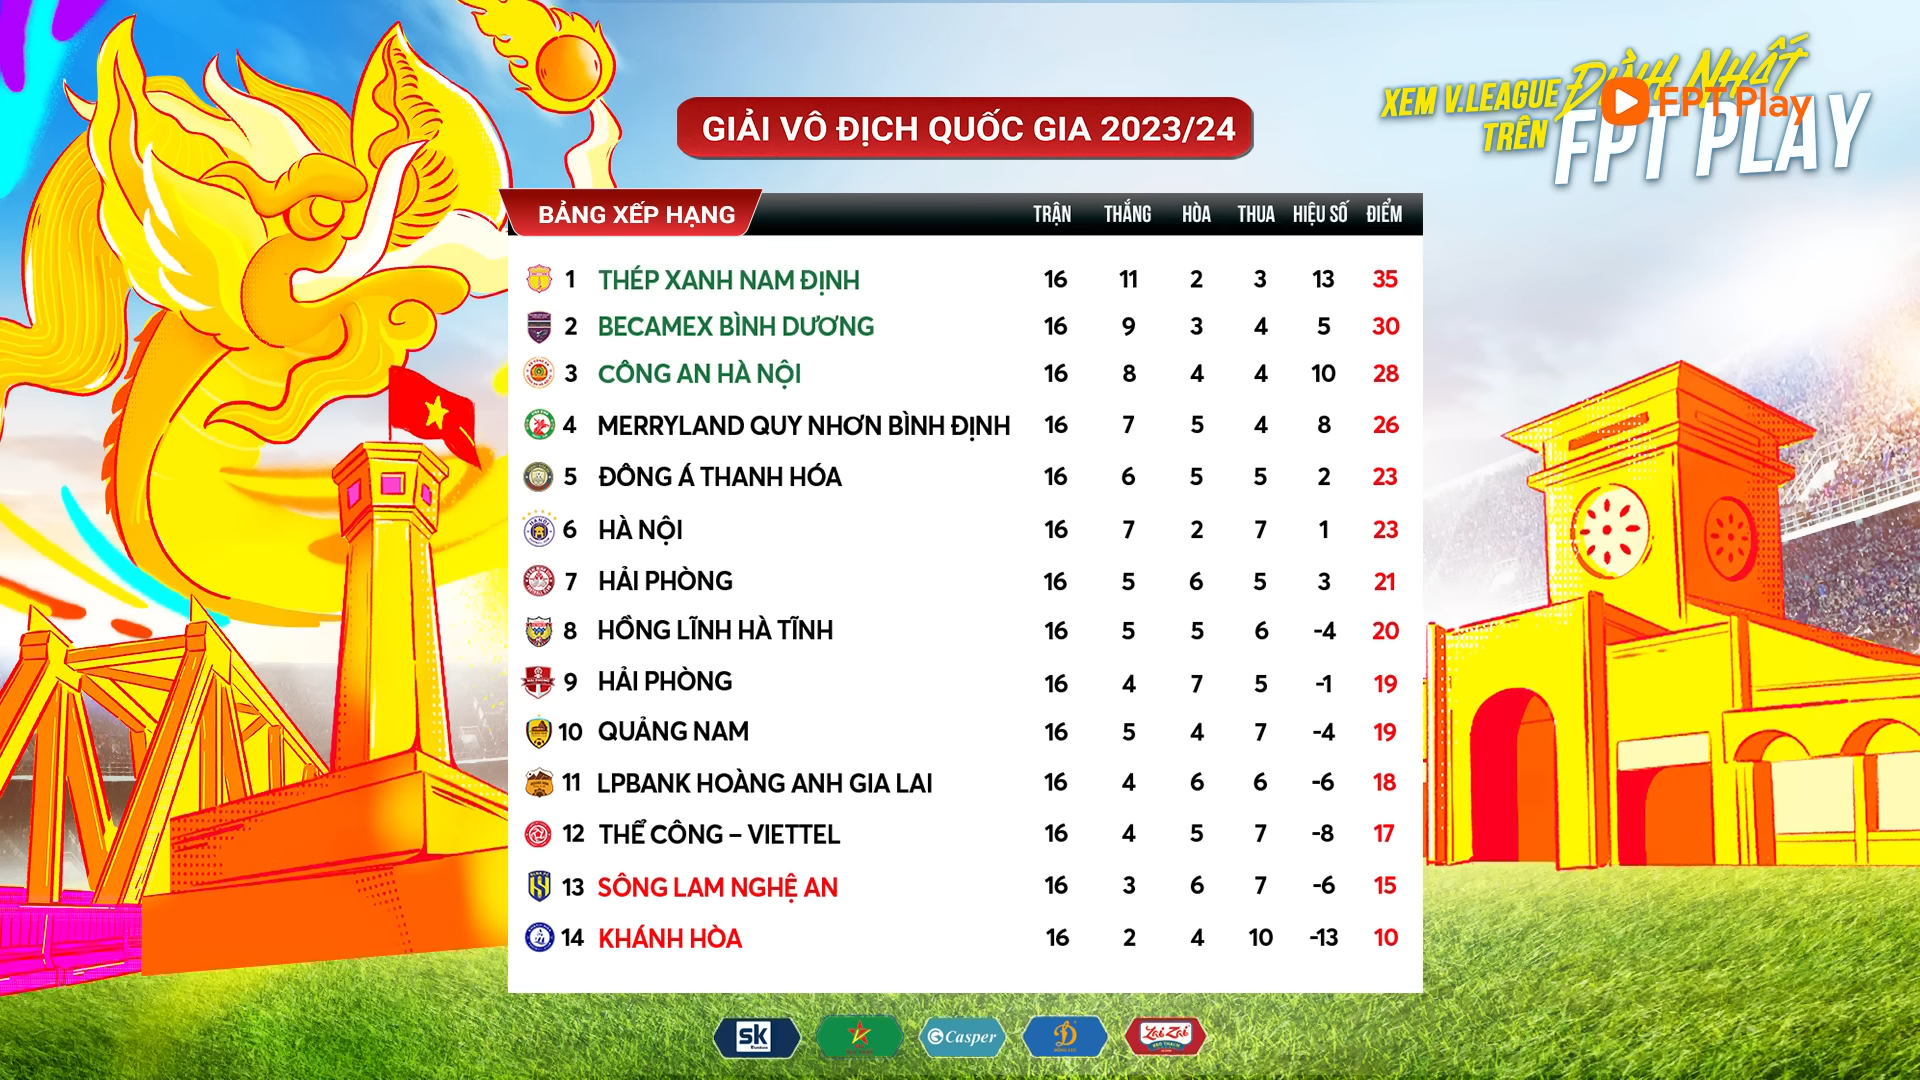 XEM V.LEAGUE ĐỈNH NHẤT
TRÊN FPT PLAY
FPT Play
GIẢI VÔ ĐỊCH QUỐC GIA 2023/24
BẢNG XẾP HẠNG TRẬN THẮNG HÒA THUA HIỆU SỐ ĐIỂM
1 THÉP XANH NAM ĐỊNH 16 11 2 3 13 35
2 BECAMEX BÌNH DƯƠNG 16 9 3 4 5 30
3 CÔNG AN HÀ NỘI 16 8 4 4 10 28
4 MERRYLAND QUY NHƠN BÌNH ĐỊNH 16 7 5 4 8 26
5 ĐÔNG Á THANH HÓA 16 6 5 5 2 23
6 HÀ NỘI 16 7 2 7 1 23
7 HẢI PHÒNG 16 5 6 5 3 21
8 HỒNG LĨNH HÀ TĨNH 16 5 5 6 -4 20
9 HẢI PHÒNG 16 4 7 5 -1 19
10 QUẢNG NAM 16 5 4 7 -4 19
11 LPBANK HOÀNG ANH GIA LAI 16 4 6 6 -6 18
12 THỂ CÔNG – VIETTEL 16 4 5 7 -8 17
13 SÔNG LAM NGHỆ AN 16 3 6 7 -6 15
14 KHÁNH HÒA 16 2 4 10 -13 10
sk Casper Đ ZaiZai